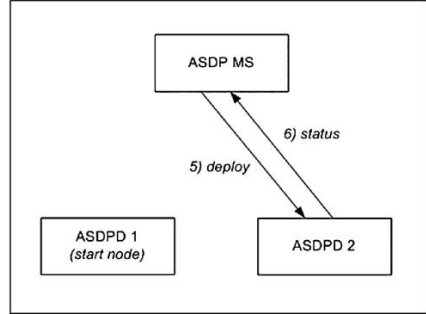 ASDP MS
6) status
5) deploy
ASDPD 1
(start node)
ASDPD 2